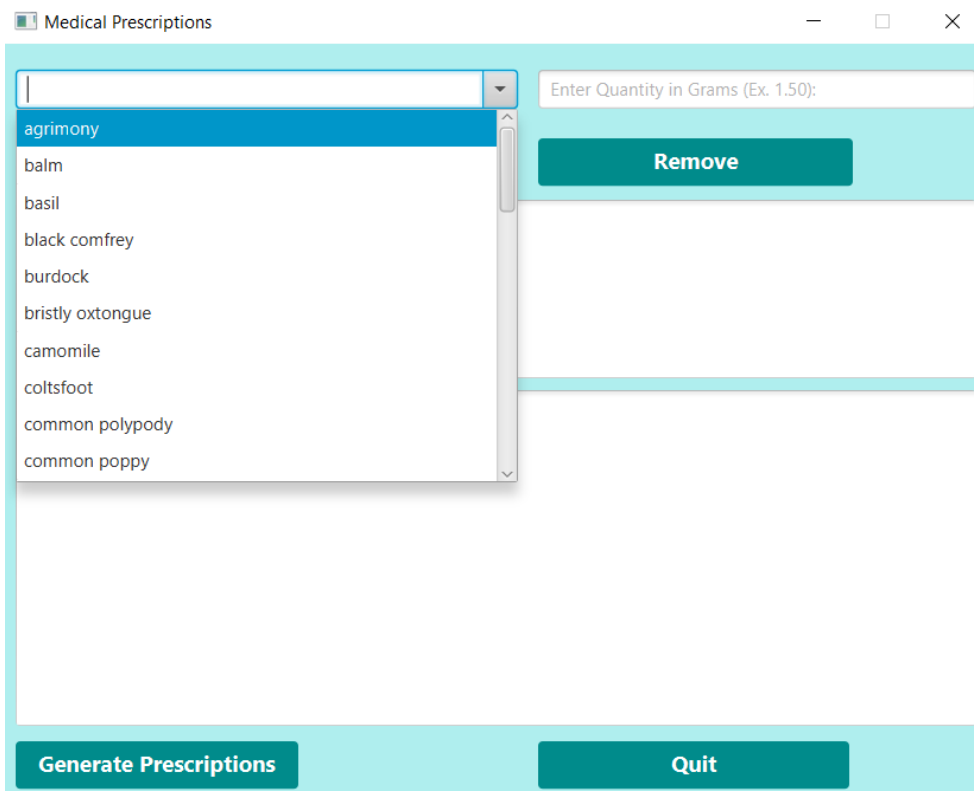 Medical Prescriptions
Enter Quantity in Grams (Ex. 1.50):
agrimony
balm
Remove
basil
black comfrey
burdock
bristly oxtongue
camomile
coltsfoot
common polypody
common poppy
Generate Prescriptions
Quit